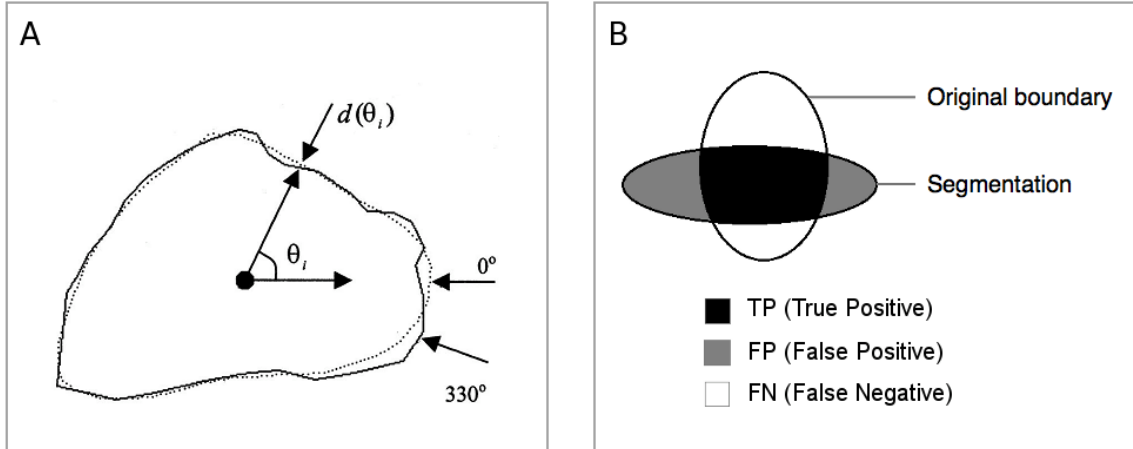 A
d(θi)
θi
0º
330º
B
Original boundary
Segmentation
TP (True Positive)
FP (False Positive)
FN (False Negative)